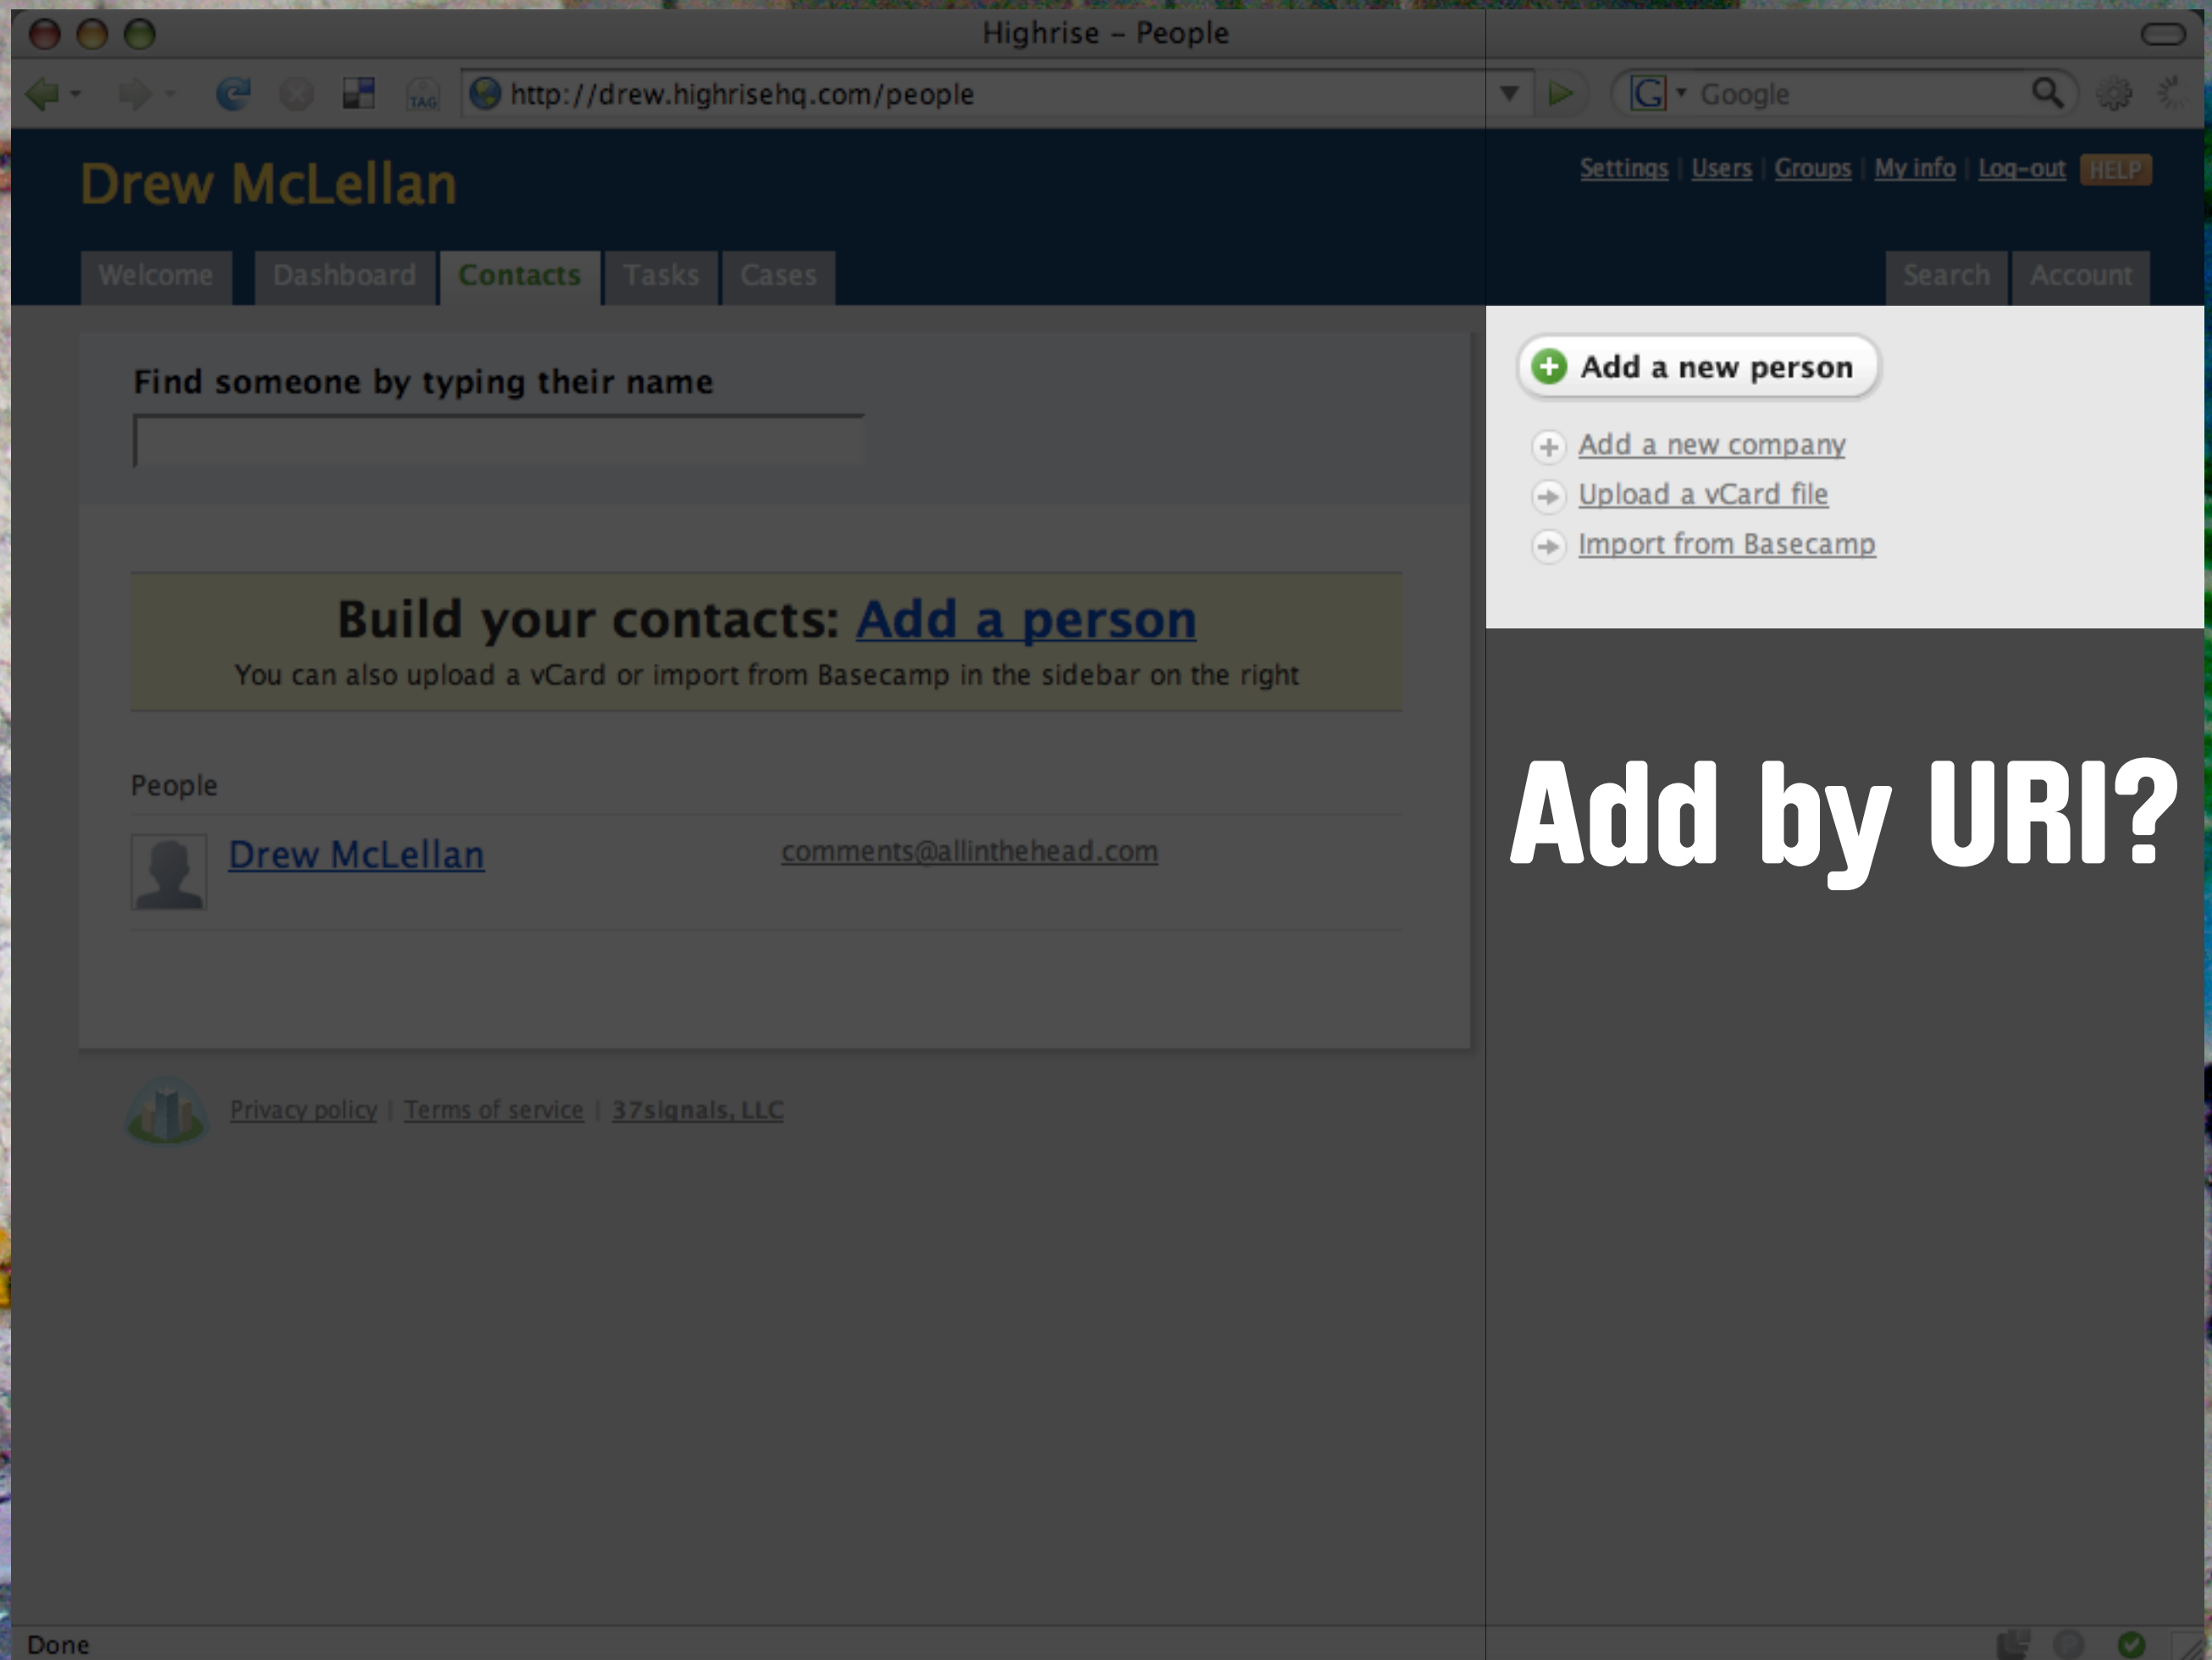 Highrise – People
TAG
http://drew.highrisehq.com/people
G Google
Drew McLellan
Settings | Users | Groups | My info | Log-out HELP
Welcome Dashboard Contacts Tasks Cases
Search Account
Find someone by typing their name
Add a new person
Add a new company
Upload a vCard file
Import from Basecamp
Build your contacts: Add a person
You can also upload a vCard or import from Basecamp in the sidebar on the right
Add by URI?
People
Drew McLellan comments@allinthehead.com
Privacy policy | Terms of service | 37signals, LLC
Done